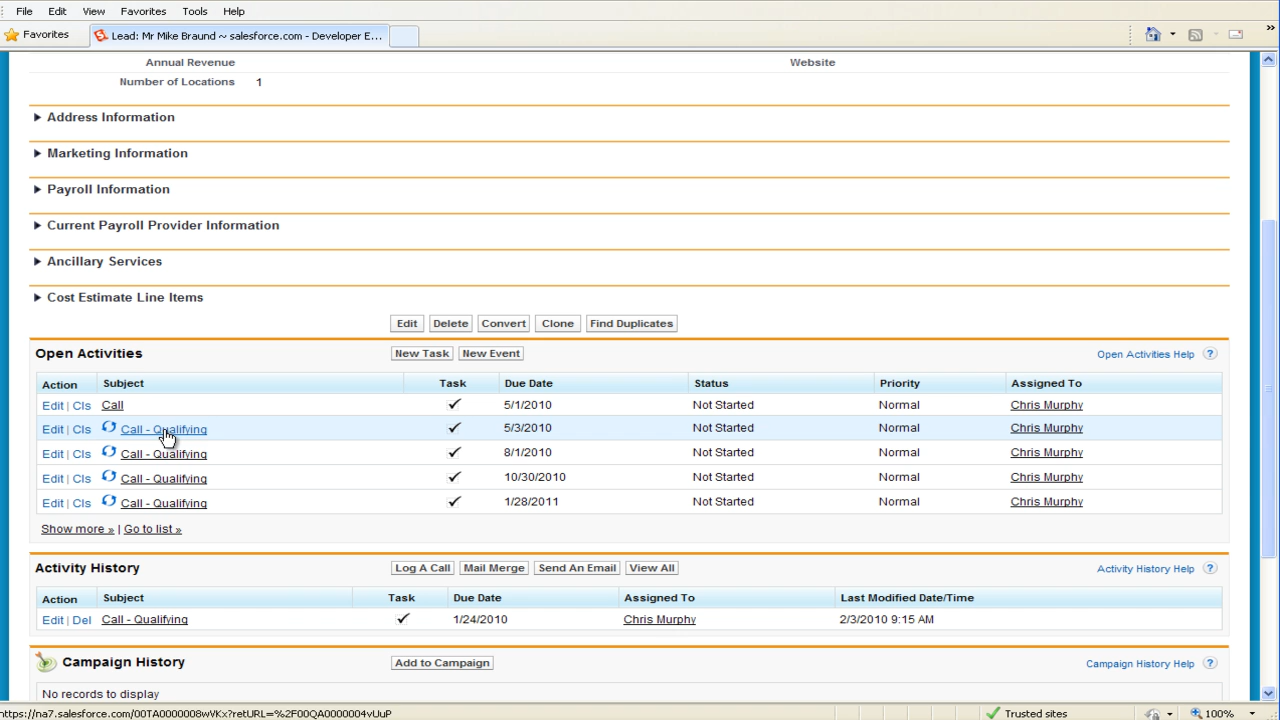 File Edit View Favorites Tools Help
Favorites Lead: Mr Mike Braund ~ salesforce.com - Developer E... »
Annual Revenue Website
Number of Locations 1
Address Information
Marketing Information
Payroll Information
Current Payroll Provider Information
Ancillary Services
Cost Estimate Line Items
Edit Delete Convert Clone Find Duplicates
Open Activities New Task New Event Open Activities Help ?
Action Subject Task Due Date Status Priority Assigned To
Edit | Cls Call 5/1/2010 Not Started Normal Chris Murphy
Edit | Cls Call - Qualifying 5/3/2010 Not Started Normal Chris Murphy
Edit | Cls Call - Qualifying 8/1/2010 Not Started Normal Chris Murphy
Edit | Cls Call - Qualifying 10/30/2010 Not Started Normal Chris Murphy
Edit | Cls Call - Qualifying 1/28/2011 Not Started Normal Chris Murphy
Show more » | Go to list »
Activity History Log A Call Mail Merge Send An Email View All Activity History Help ?
Action Subject Task Due Date Assigned To Last Modified Date/Time
Edit | Del Call - Qualifying 1/24/2010 Chris Murphy 2/3/2010 9:15 AM
Campaign History Add to Campaign Campaign History Help ?
No records to display
https://na7.salesforce.com/00TA0000008wVKx?retURL=%2F00QA0000004vUuP Trusted sites 100%